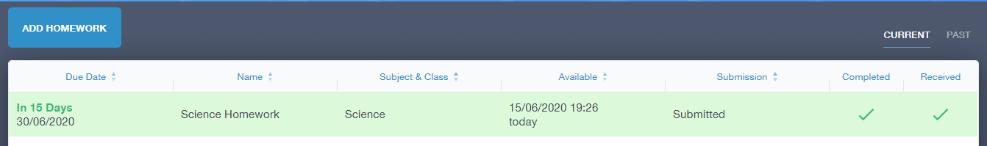 ADD HOMEWORK
CURRENT PAST
Due Date Name Subject & Class Available Submission Completed Received
In 15 Days
30/06/2020
Science Homework
Science
15/06/2020 19:26
today
Submitted